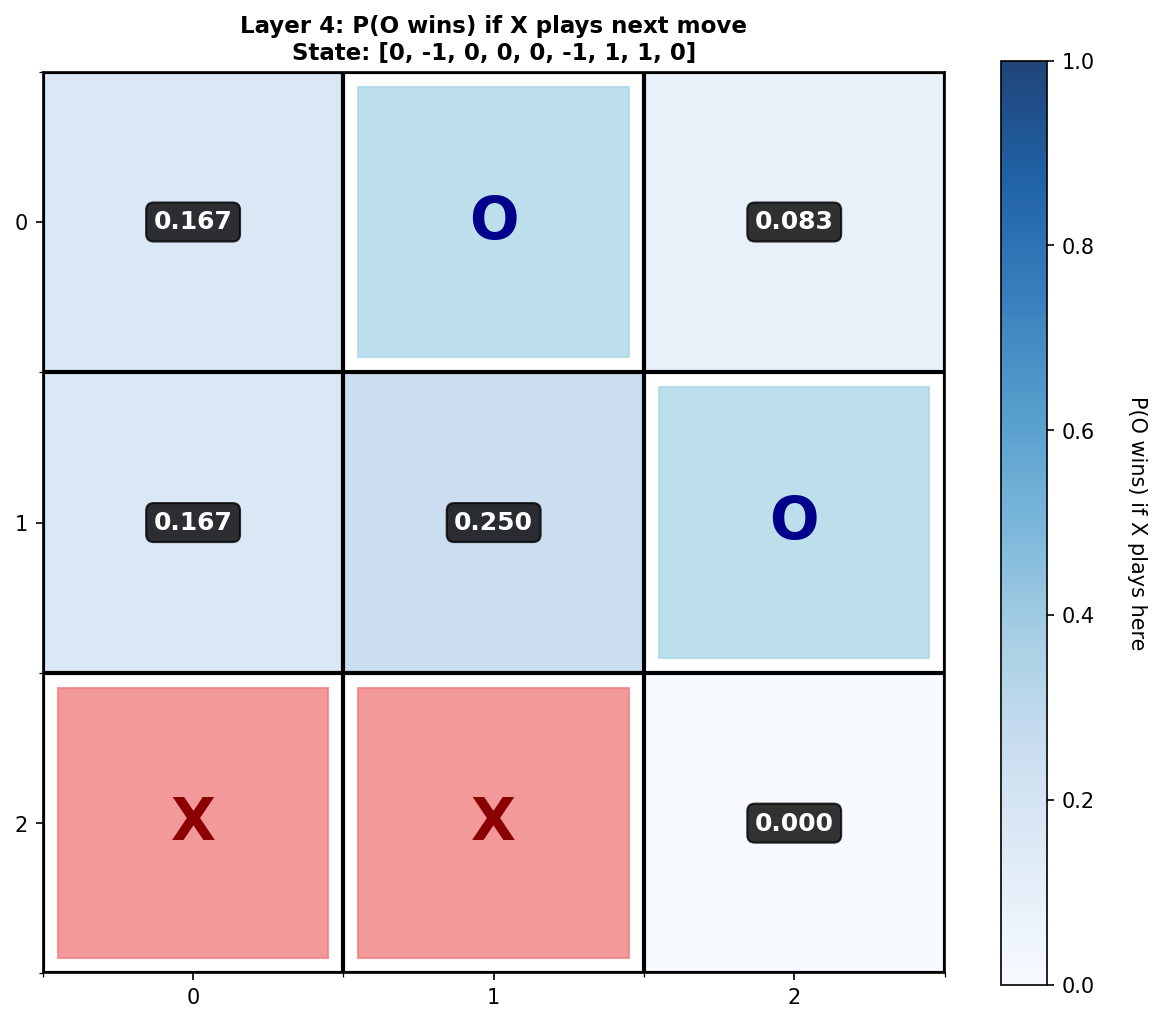 Layer 4: P(O wins) if X plays next move
State: [0, -1, 0, 0, 0, -1, 1, 1, 0]
0
0.167
O
0.083
1
0.167
0.250
O
2
X
X
0.000
0
1
2
1.0
0.8
0.6
0.4
0.2
0.0
P(O wins) if X plays here